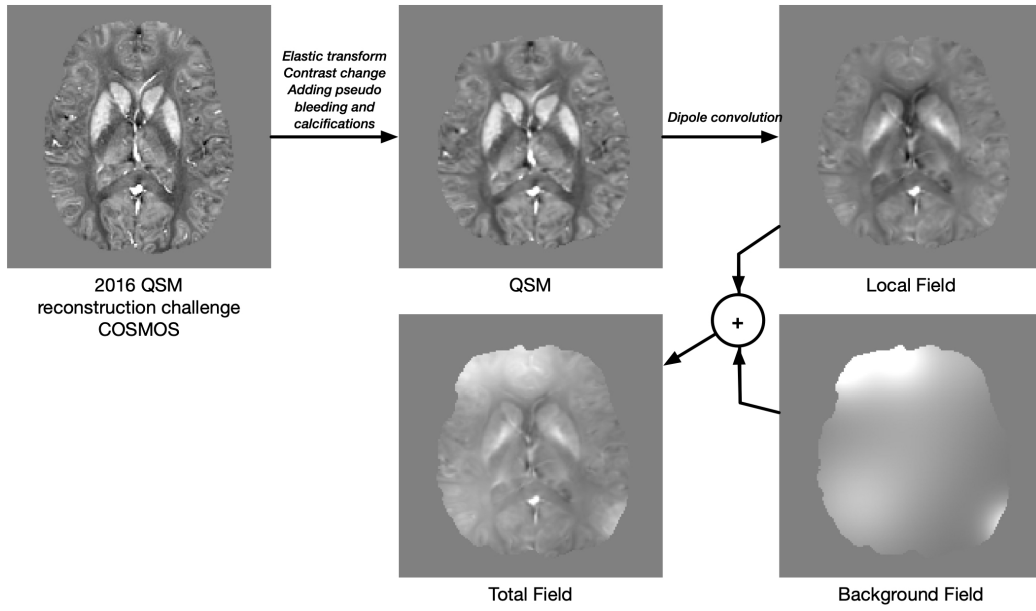 Elastic transform
Contrast change
Adding pseudo
bleeding and
calcifications
Dipole convolution
2016 QSM
reconstruction challenge
COSMOS
QSM
Local Field
+
Total Field
Background Field